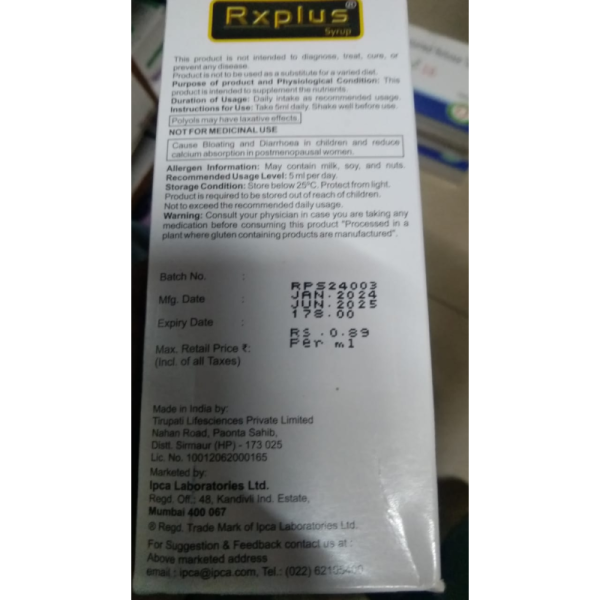 Rxplus®
Syrup
This product is not intended to diagnose, treat, cure, or
prevent any disease.
Product is not to be used as a substitute for a varied diet.
Purpose of product and Physiological Condition: This
product is intended to supplement the nutrients.
Duration of Usage: Daily intake as recommended usage.
Instructions for Use: Take 5ml daily. Shake well before use.
Polyols may have laxative effects.
NOT FOR MEDICINAL USE
Cause Bloating and Diarrhoea in children and reduce
calcium absorption in postmenopausal women.
Allergen Information: May contain milk, soy, and nuts.
Recommended Usage Level: 5 ml per day.
Storage Condition: Store below 25°C. Protect from light.
Product is required to be stored out of reach of children.
Not to exceed the recommended daily usage.
Warning: Consult your physician in case you are taking any
medication before consuming this product "Processed in a
plant where gluten containing products are manufactured".
Batch No. : RPS24003
Mfg. Date : JAN.2024
JUN.2025
Expiry Date : 178.00
Max. Retail Price ₹: RS .0.89
(Incl. of all Taxes) Per ml
Made in India by:
Tirupati Lifesciences Private Limited
Nahan Road, Paonta Sahib,
Distt. Sirmaur (HP) - 173 025
Lic. No. 10012062000165
Marketed by:
Ipca Laboratories Ltd.
Regd. Off.: 48, Kandivli Ind. Estate,
Mumbai 400 067
® Regd. Trade Mark of Ipca Laboratories Ltd.
For Suggestion & Feedback contact us at :
Above marketed address
email : ipca@ipca.com, Tel.: (022)